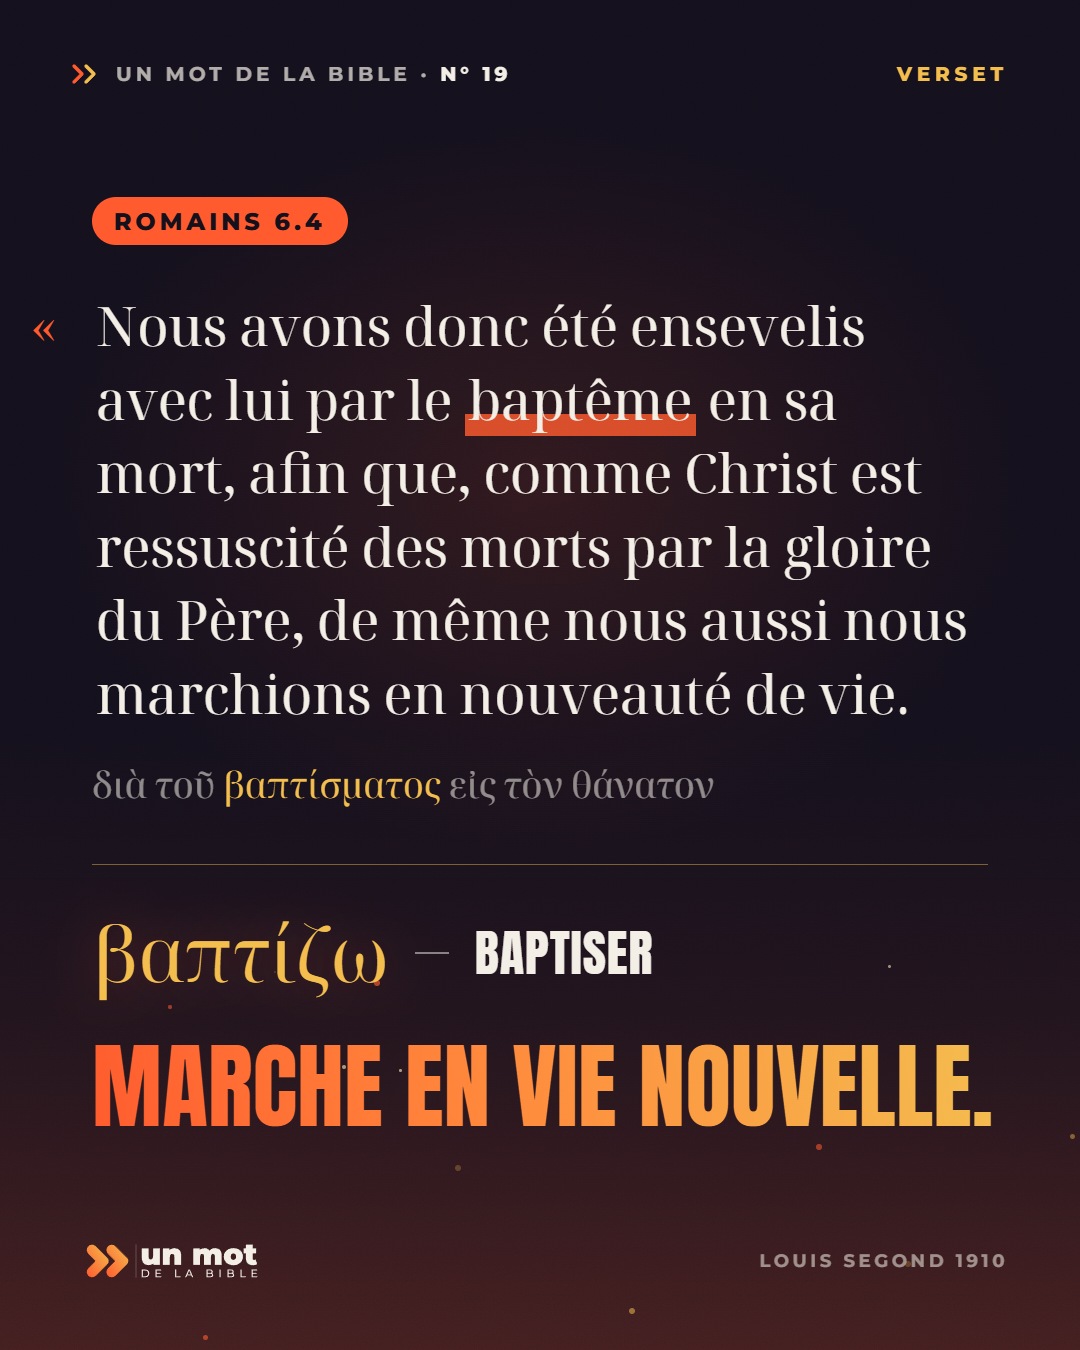 UN MOT DE LA BIBLE · N° 19
VERSET
ROMAINS 6.4
« Nous avons donc été ensevelis
avec lui par le baptême en sa
mort, afin que, comme Christ est
ressuscité des morts par la gloire
du Père, de même nous aussi nous
marchions en nouveauté de vie.
διὰ τοῦ βαπτίσματος εἰς τὸν θάνατον
βαπτίζω — BAPTISER
MARCHE EN VIE NOUVELLE.
un mot
DE LA BIBLE
LOUIS SEGOND 1910